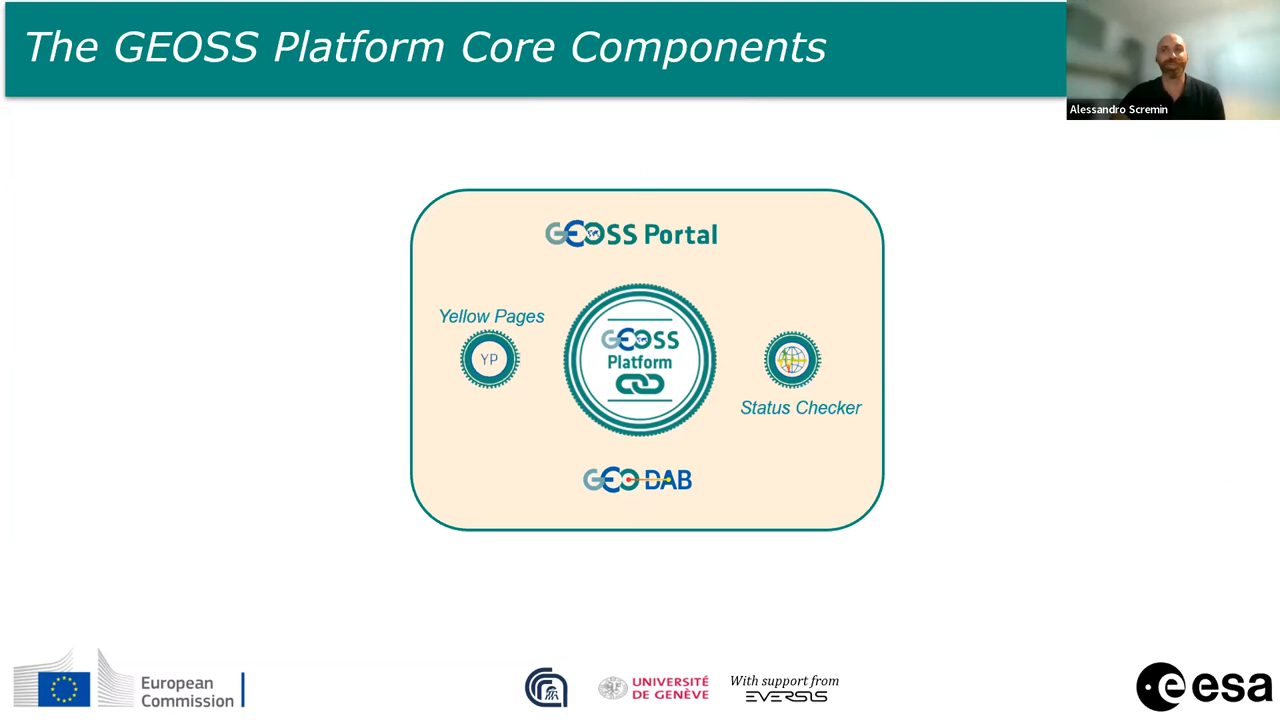 The GEOSS Platform Core Components
Alessandro Scremin
GEOSS Portal
Yellow Pages
YP
GEOSS
Platform
Status Checker
GEO DAB
European
Commission
UNIVERSITÉ
DE GENÈVE
With support from
EVERSIS
esa